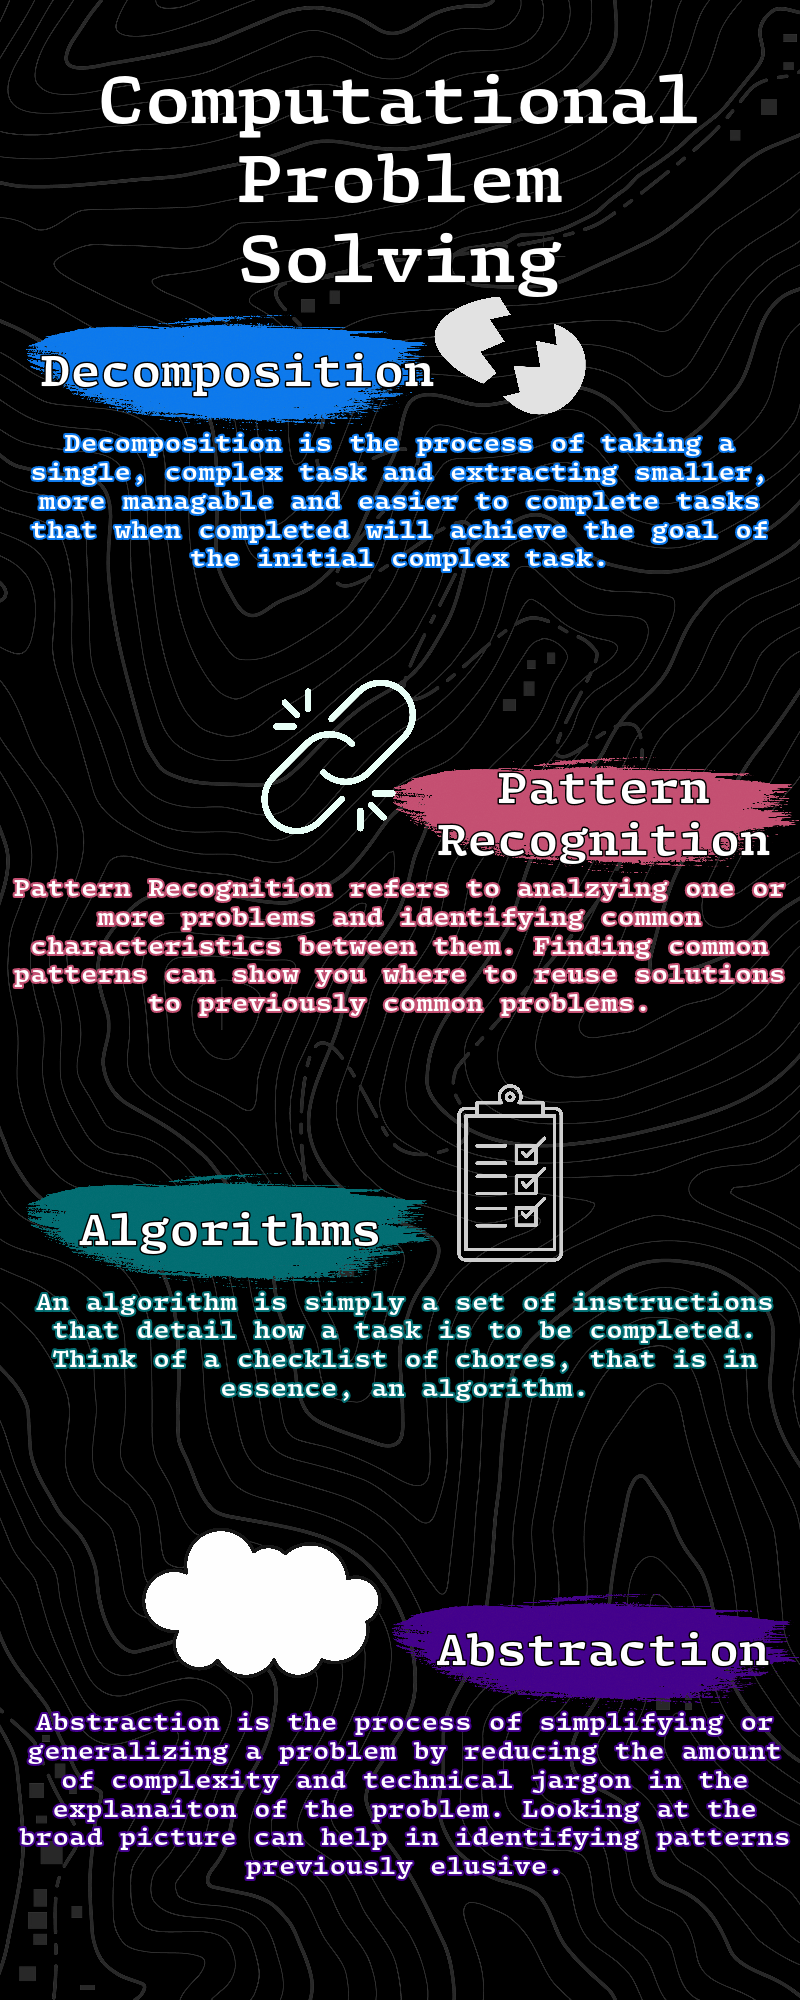 Computational
Problem
Solving
Decomposition
Decomposition is the process of taking a
single, complex task and extracting smaller,
more managable and easier to complete tasks
that when completed will achieve the goal of
the initial complex task.
Pattern
Recognition
Pattern Recognition refers to analzying one or
more problems and identifying common
characteristics between them. Finding common
patterns can show you where to reuse solutions
to previously common problems.
Algorithms
An algorithm is simply a set of instructions
that detail how a task is to be completed.
Think of a checklist of chores, that is in
essence, an algorithm.
Abstraction
Abstraction is the process of simplifying or
generalizing a problem by reducing the amount
of complexity and technical jargon in the
explanaiton of the problem. Looking at the
broad picture can help in identifying patterns
previously elusive.